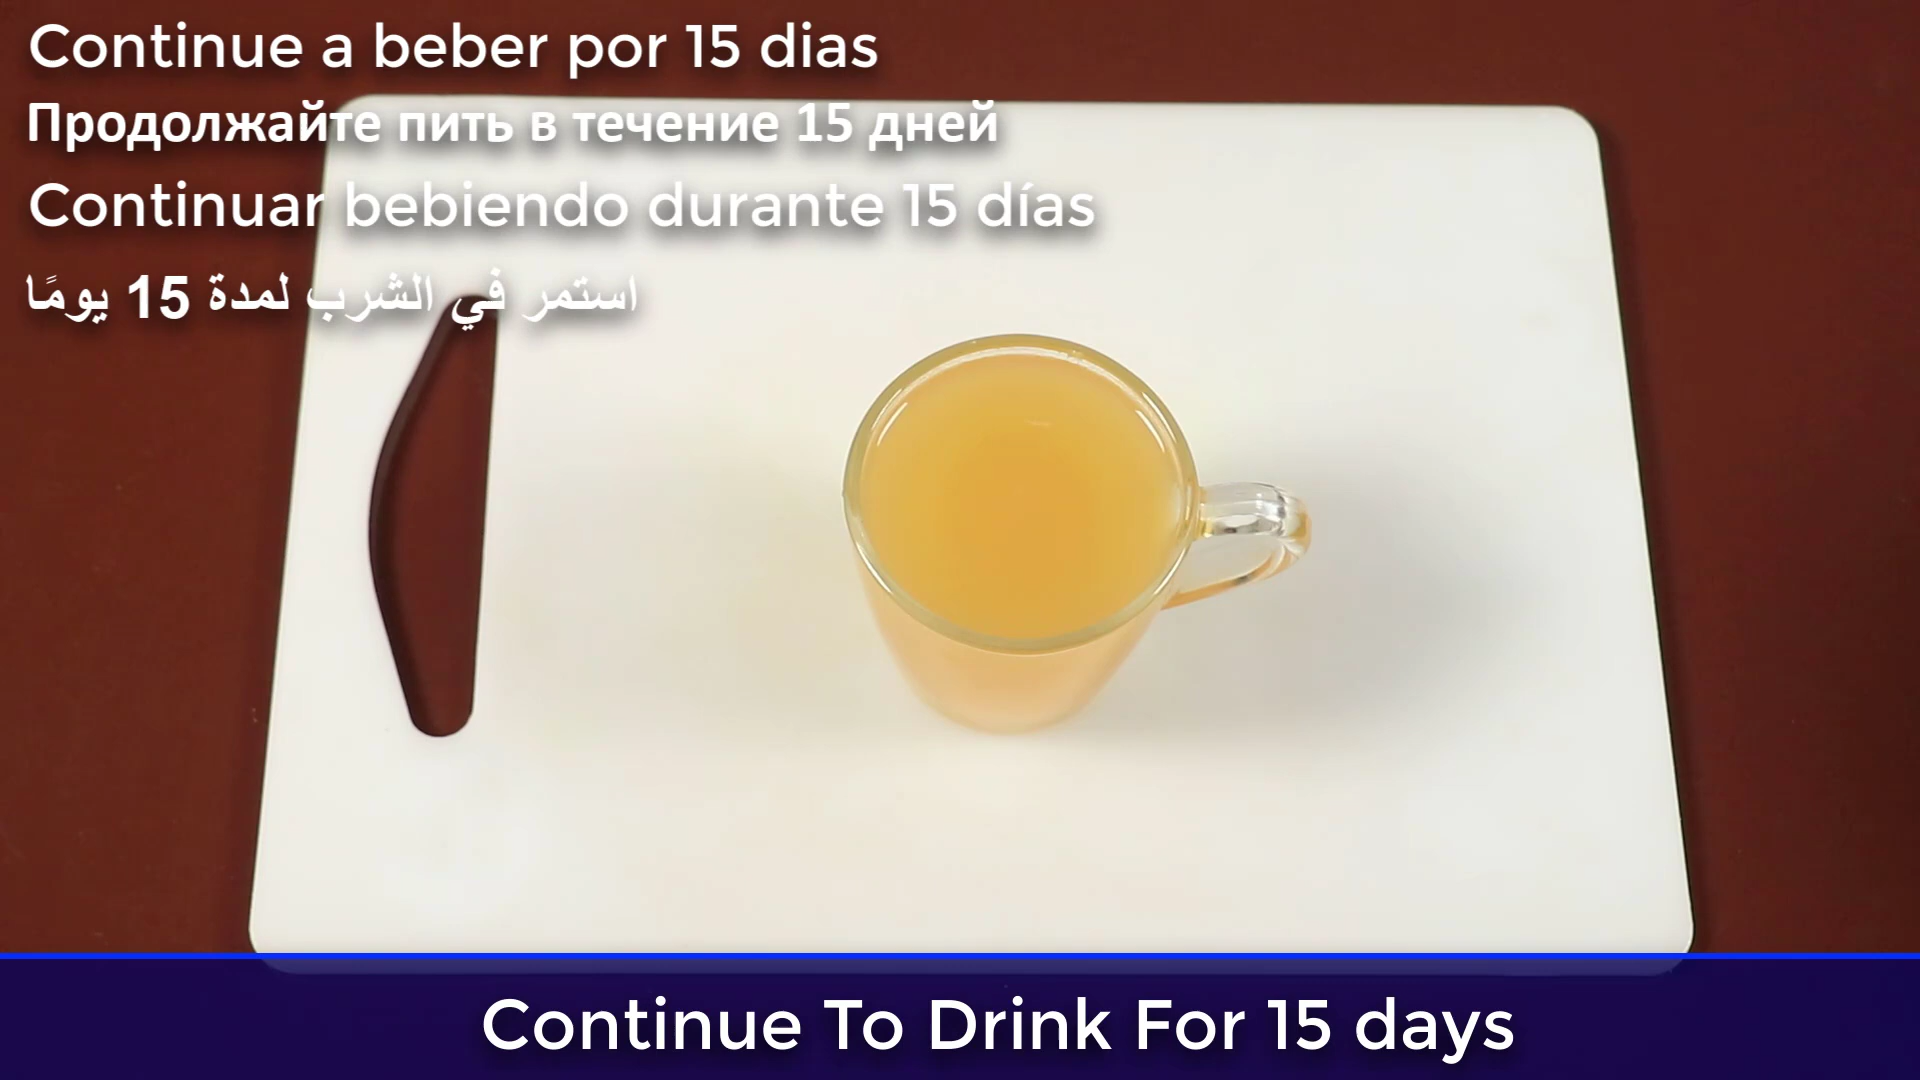 Continue a beber por 15 dias
Продолжайте пить в течение 15 дней
Continuar bebiendo durante 15 días
استمر في الشرب لمدة 15 يومًا
Continue To Drink For 15 days